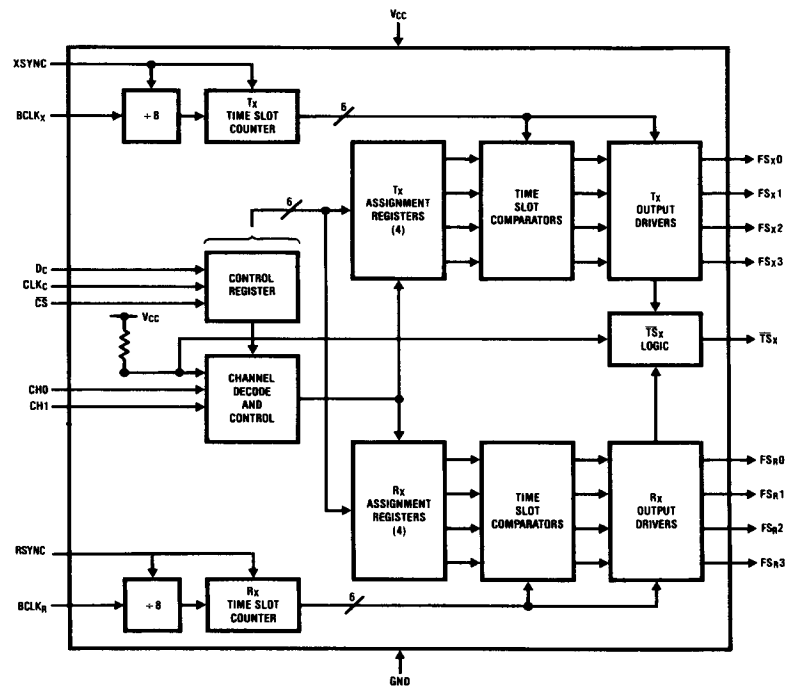 VCC
XSYNC
BCLKX
÷8
TX
TIME SLOT
COUNTER
6
TX
ASSIGNMENT
REGISTERS
(4)
TIME
SLOT
COMPARATORS
TX
OUTPUT
DRIVERS
FSX0
FSX1
FSX2
FSX3
6
DC
CLKC
CS
CONTROL
REGISTER
VCC
CHANNEL
DECODE
AND
CONTROL
CH0
CH1
TSX
LOGIC
TSX
RX
ASSIGNMENT
REGISTERS
(4)
TIME
SLOT
COMPARATORS
RX
OUTPUT
DRIVERS
FSR0
FSR1
FSR2
FSR3
RSYNC
BCLKR
÷8
RX
TIME SLOT
COUNTER
6
GND